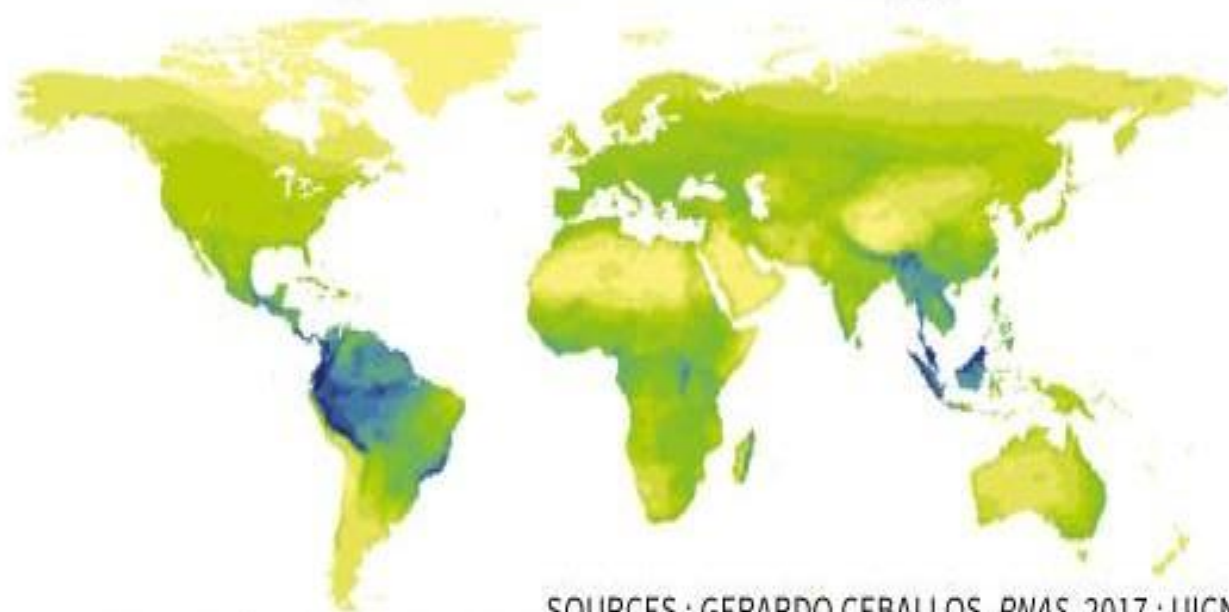 SOURCES : GERARDO CEBALLOS, PNAS, 2017 ; UICN